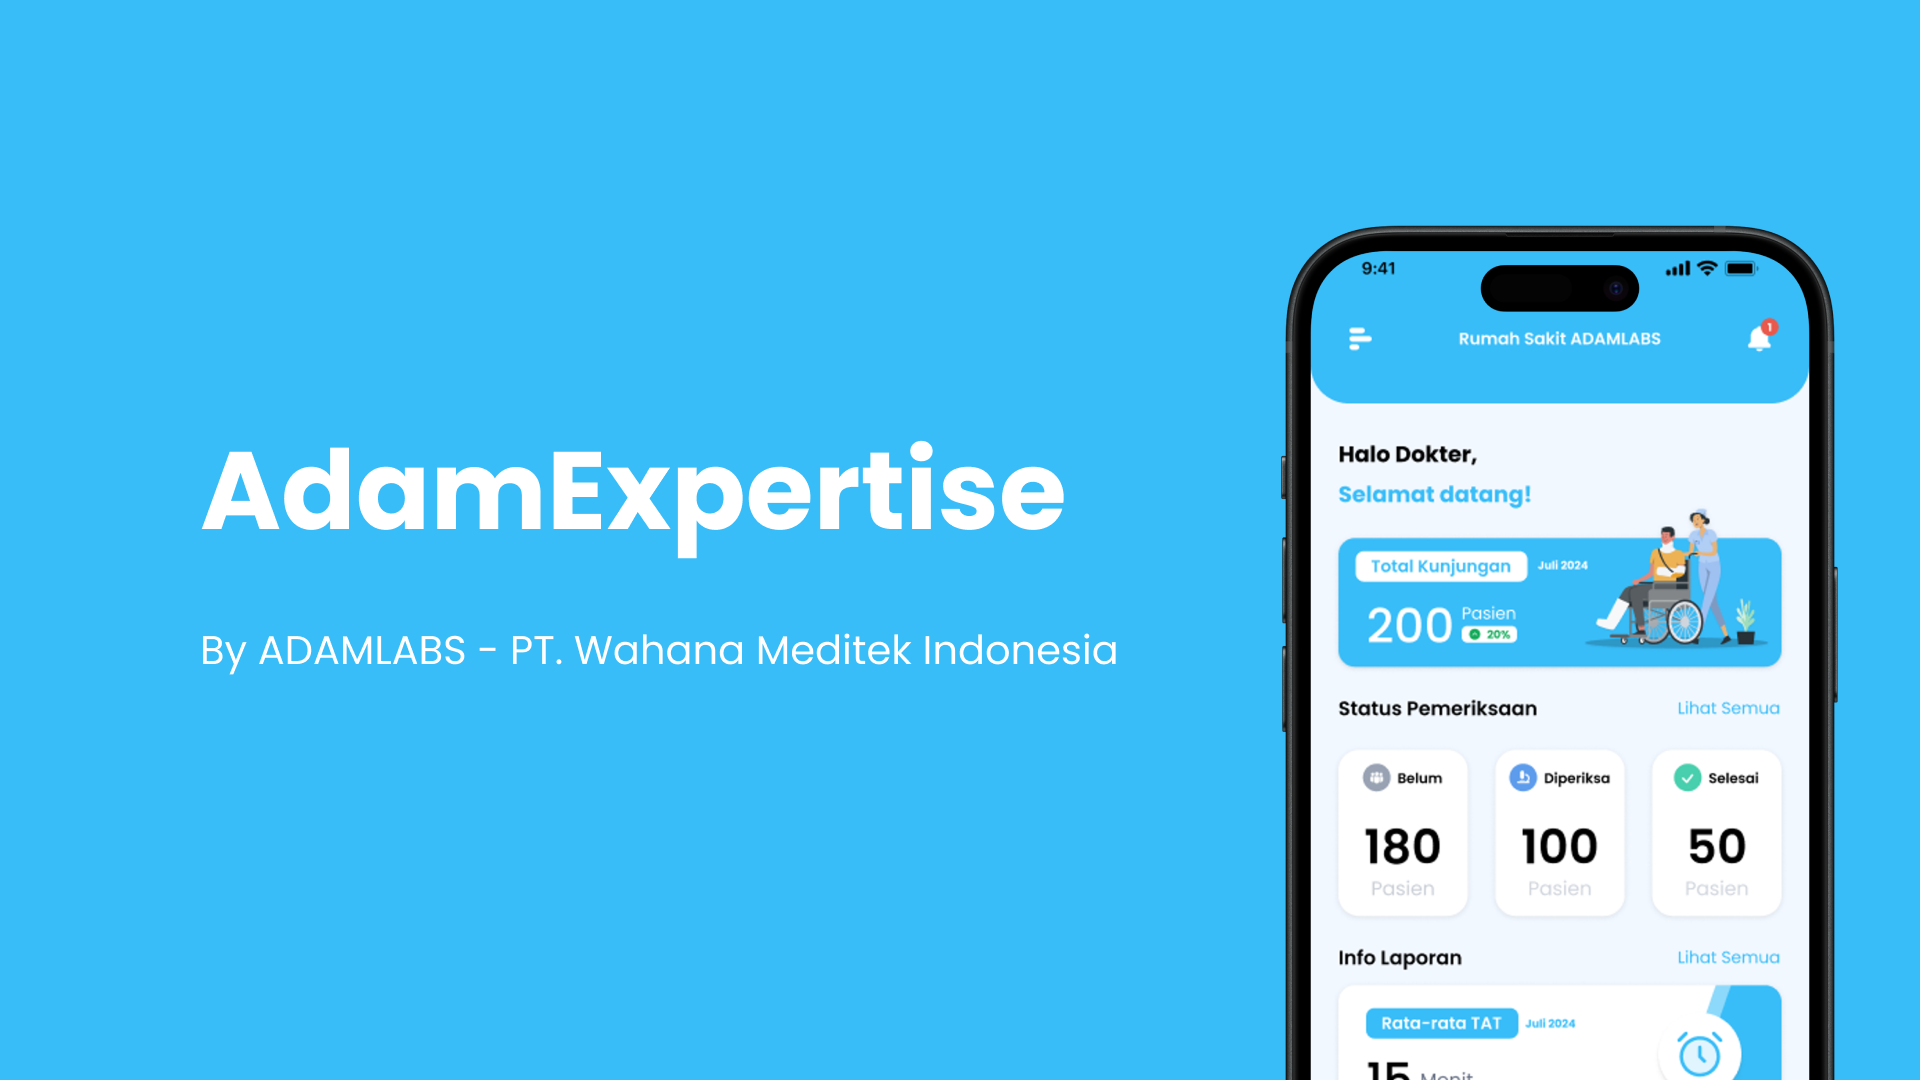 AdamExpertise
By ADAMLABS - PT. Wahana Meditek Indonesia
9:41
Rumah Sakit ADAMLABS
1
Halo Dokter,
Selamat datang!
Total Kunjungan Juli 2024
200 Pasien
20%
Status Pemeriksaan Lihat Semua
Belum Diperiksa Selesai
180 100 50
Pasien Pasien Pasien
Info Laporan Lihat Semua
Rata-rata TAT Juli 2024
15 Menit